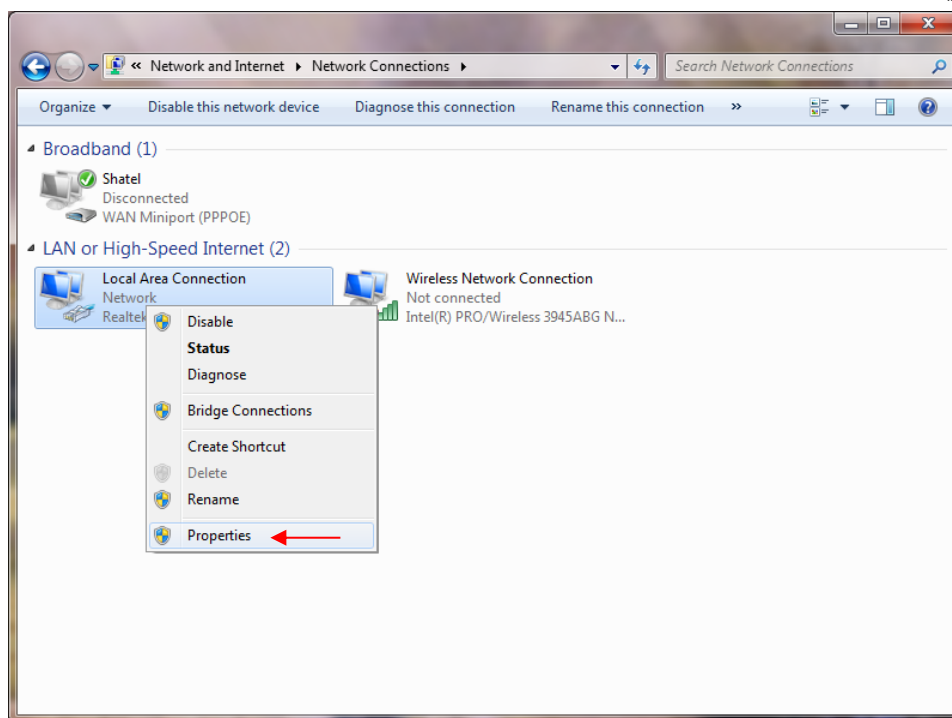 « Network and Internet ▸ Network Connections ▸
Search Network Connections
Organize ▾ Disable this network device Diagnose this connection Rename this connection »
Broadband (1)
Shatel
Disconnected
WAN Miniport (PPPOE)
LAN or High-Speed Internet (2)
Local Area Connection
Network
Realtek
Wireless Network Connection
Not connected
Intel(R) PRO/Wireless 3945ABG N...
Disable
Status
Diagnose
Bridge Connections
Create Shortcut
Delete
Rename
Properties